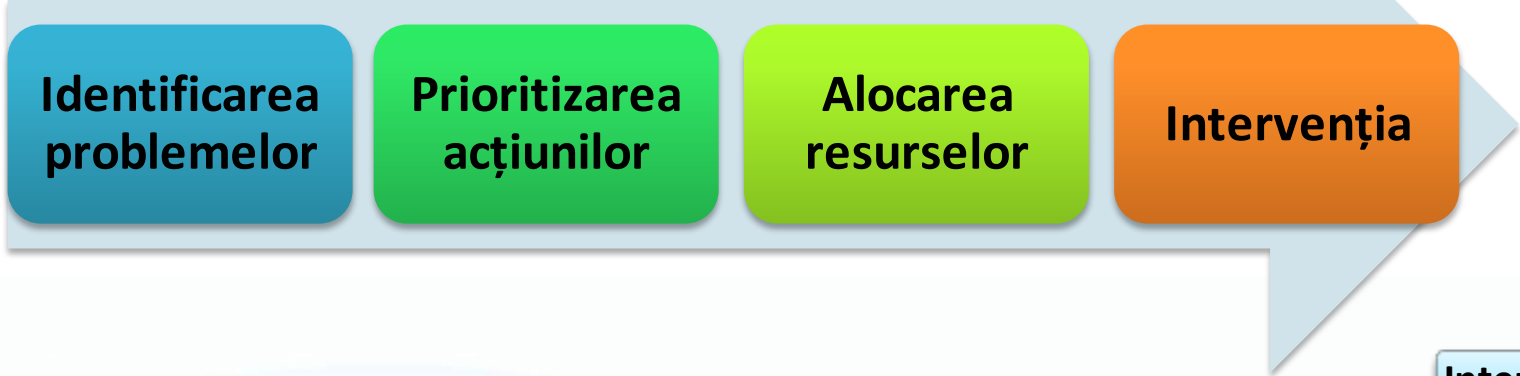 Identificarea
problemelor
Prioritizarea
acțiunilor
Alocarea
resurselor
Intervenția